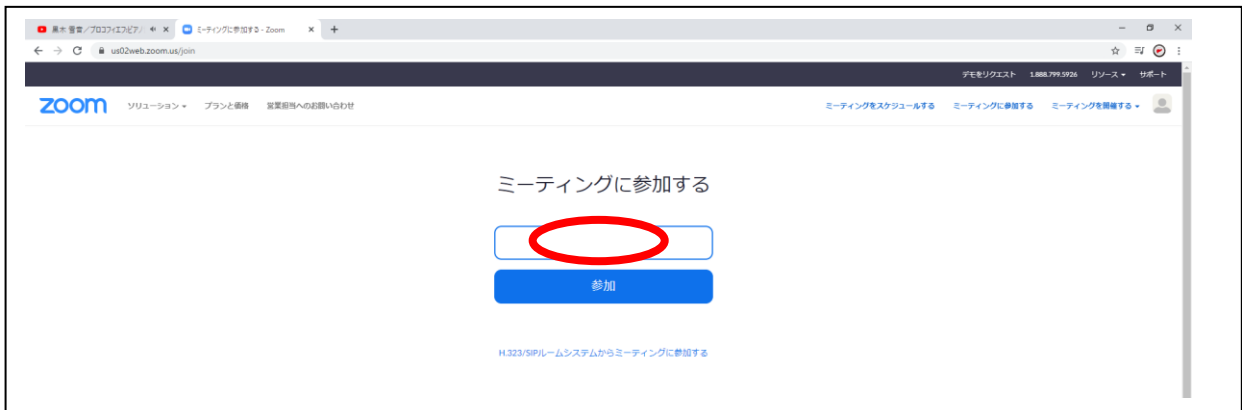 黒木 雪音/プロコフィエフピア/
ミーティングに参加する - Zoom
us02web.zoom.us/join
デモをリクエスト 1.888.799.5926 リソース サポート
zoom ソリューション プランと価格 営業担当へのお問い合わせ ミーティングをスケジュールする ミーティングに参加する ミーティングを開催する
ミーティングに参加する
参加
H.323/SIPルームシステムからミーティングに参加する